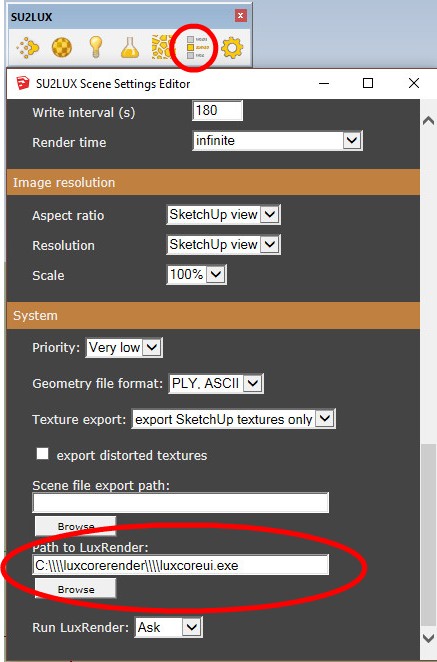 SU2LUX
SU2LUX Scene Settings Editor
Write interval (s) 180
Render time infinite
Image resolution
Aspect ratio SketchUp view
Resolution SketchUp view
Scale 100%
System
Priority: Very low
Geometry file format: PLY, ASCII
Texture export: export SketchUp textures only
export distorted textures
Scene file export path:
Browse
Path to LuxRender:
C:\\\\luxcorerender\\\\luxcoreui.exe
Browse
Run LuxRender: Ask